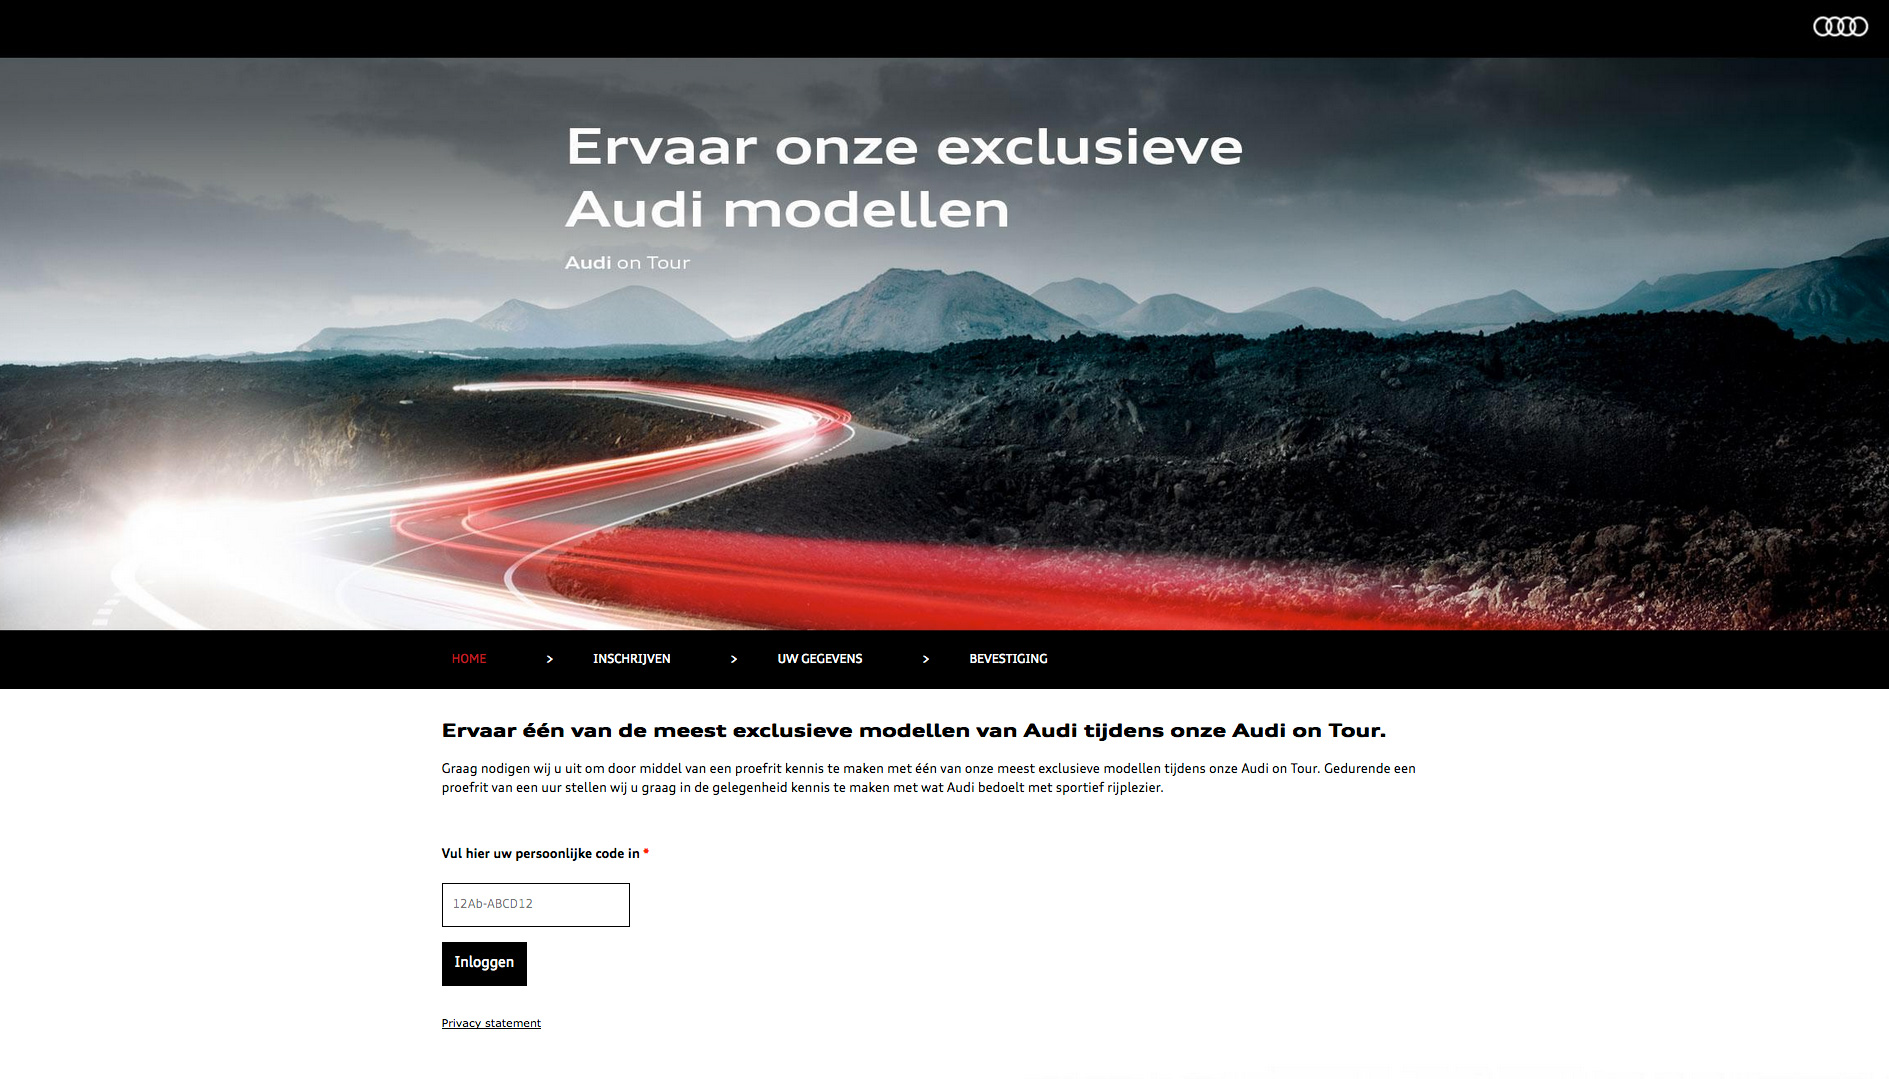 Ervaar onze exclusieve
Audi modellen
Audi on Tour
HOME > INSCHRIJVEN > UW GEGEVENS > BEVESTIGING
Ervaar één van de meest exclusieve modellen van Audi tijdens onze Audi on Tour.
Graag nodigen wij u uit om door middel van een proefrit kennis te maken met één van onze meest exclusieve modellen tijdens onze Audi on Tour. Gedurende een
proefrit van een uur stellen wij u graag in de gelegenheid kennis te maken met wat Audi bedoelt met sportief rijplezier.
Vul hier uw persoonlijke code in *
12Ab-ABCD12
Inloggen
Privacy statement